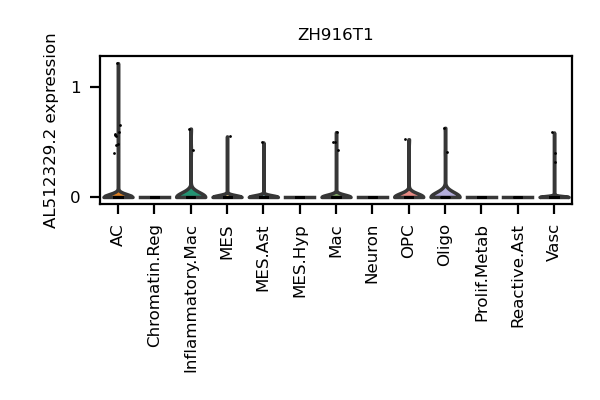 ZH916T1
AL512329.2 expression
1
0
AC
Chromatin.Reg
Inflammatory.Mac
MES
MES.Ast
MES.Hyp
Mac
Neuron
OPC
Oligo
Prolif.Metab
Reactive.Ast
Vasc